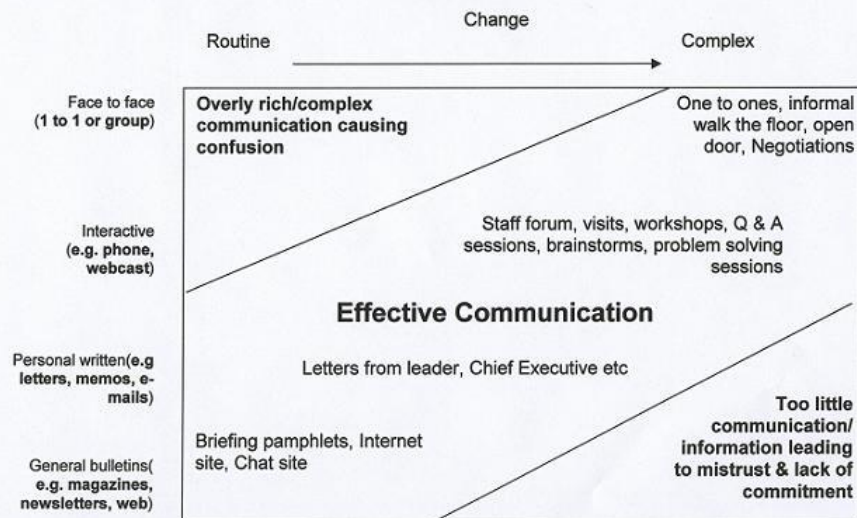 Change
Routine
Complex
Face to face
(1 to 1 or group)
Overly rich/complex
communication causing
confusion
One to ones, informal
walk the floor, open
door, Negotiations
Interactive
(e.g. phone,
webcast)
Staff forum, visits, workshops, Q & A
sessions, brainstorms, problem solving
sessions
Effective Communication
Personal written(e.g
letters, memos, e-
mails)
Letters from leader, Chief Executive etc
Too little
communication/
information leading
to mistrust & lack of
commitment
Briefing pamphlets, Internet
site, Chat site
General bulletins(
e.g. magazines,
newsletters, web)